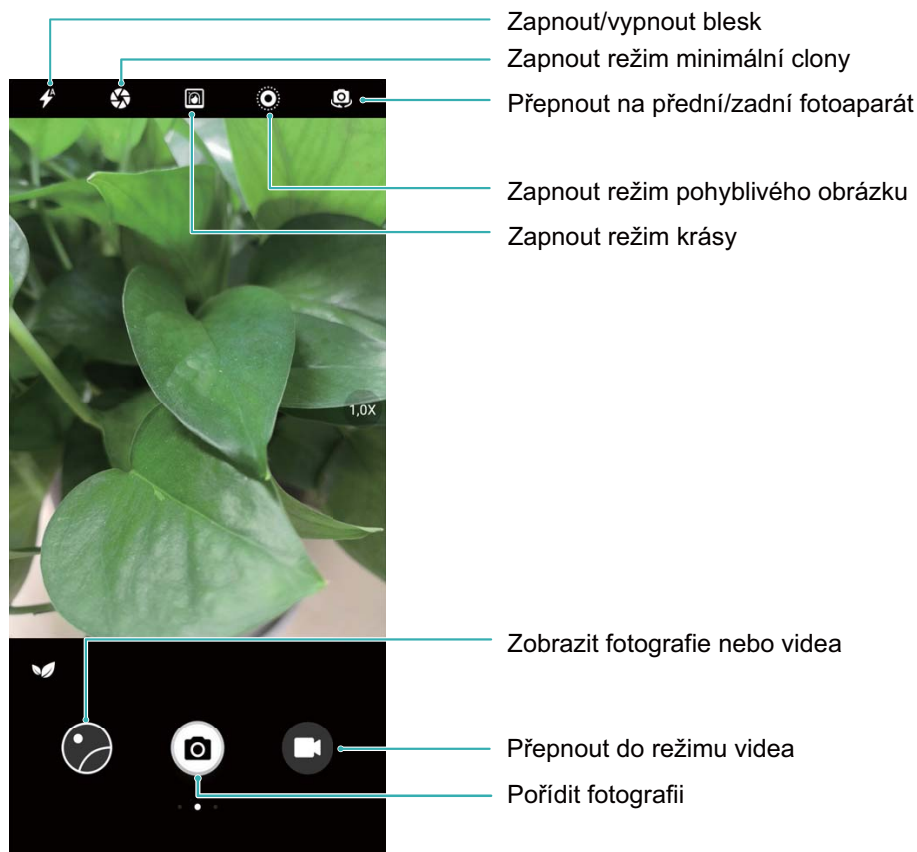 Zapnout/vypnout blesk
Zapnout režim minimální clony
Přepnout na přední/zadní fotoaparát
A
Zapnout režim pohyblivého obrázku
Zapnout režim krásy
1,0X
Zobrazit fotografie nebo videa
Přepnout do režimu videa
Pořídit fotografii